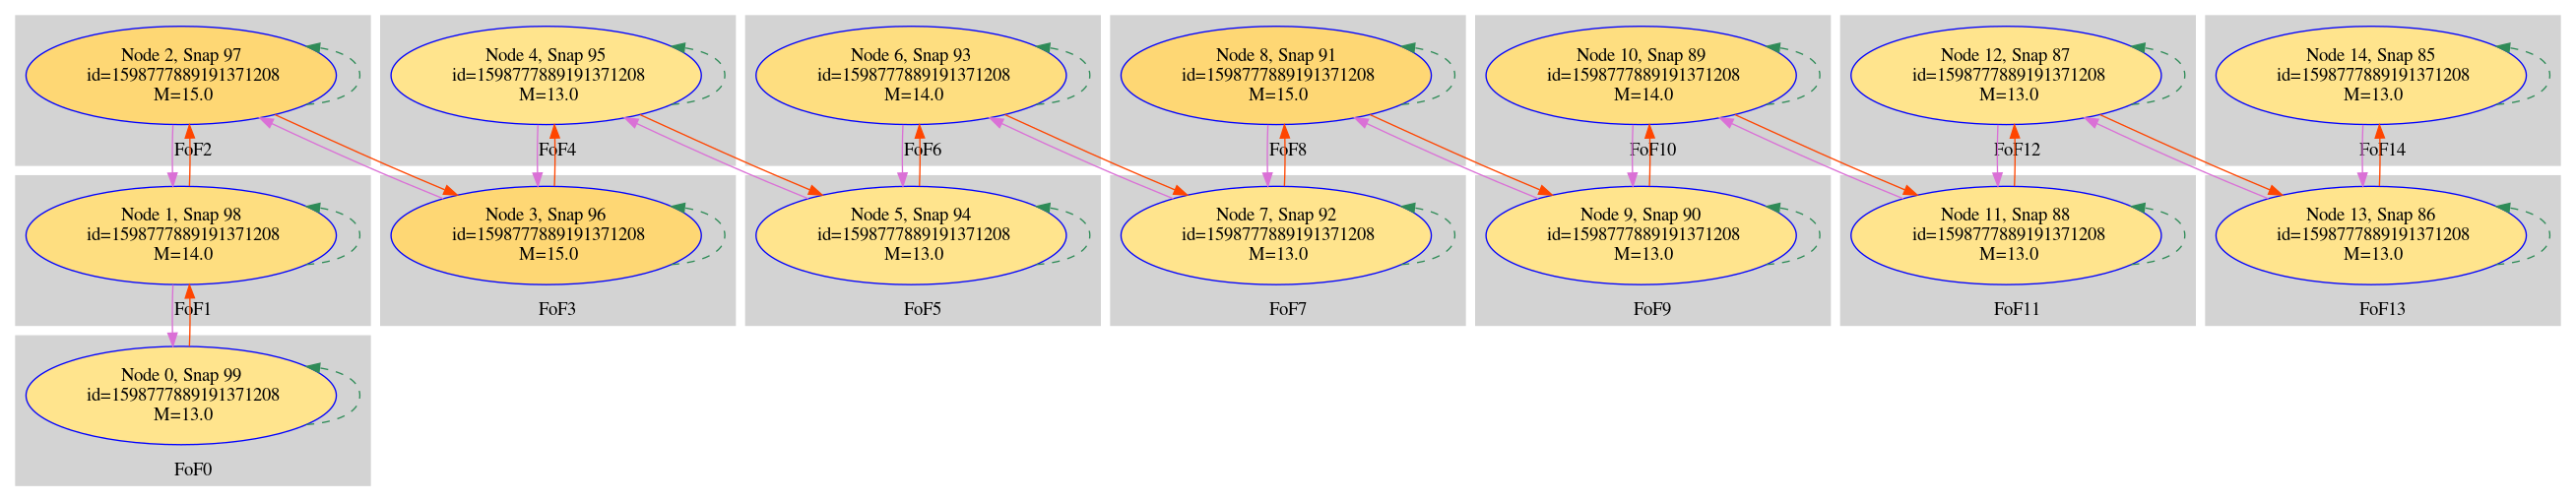 Node 2, Snap 97
id=1598777889191371208
M=15.0
FoF2
Node 4, Snap 95
id=1598777889191371208
M=13.0
FoF4
Node 6, Snap 93
id=1598777889191371208
M=14.0
FoF6
Node 8, Snap 91
id=1598777889191371208
M=15.0
FoF8
Node 10, Snap 89
id=1598777889191371208
M=14.0
FoF10
Node 12, Snap 87
id=1598777889191371208
M=13.0
FoF12
Node 14, Snap 85
id=1598777889191371208
M=13.0
FoF14
Node 1, Snap 98
id=1598777889191371208
M=14.0
FoF1
Node 3, Snap 96
id=1598777889191371208
M=15.0
FoF3
Node 5, Snap 94
id=1598777889191371208
M=13.0
FoF5
Node 7, Snap 92
id=1598777889191371208
M=13.0
FoF7
Node 9, Snap 90
id=1598777889191371208
M=13.0
FoF9
Node 11, Snap 88
id=1598777889191371208
M=13.0
FoF11
Node 13, Snap 86
id=1598777889191371208
M=13.0
FoF13
Node 0, Snap 99
id=1598777889191371208
M=13.0
FoF0